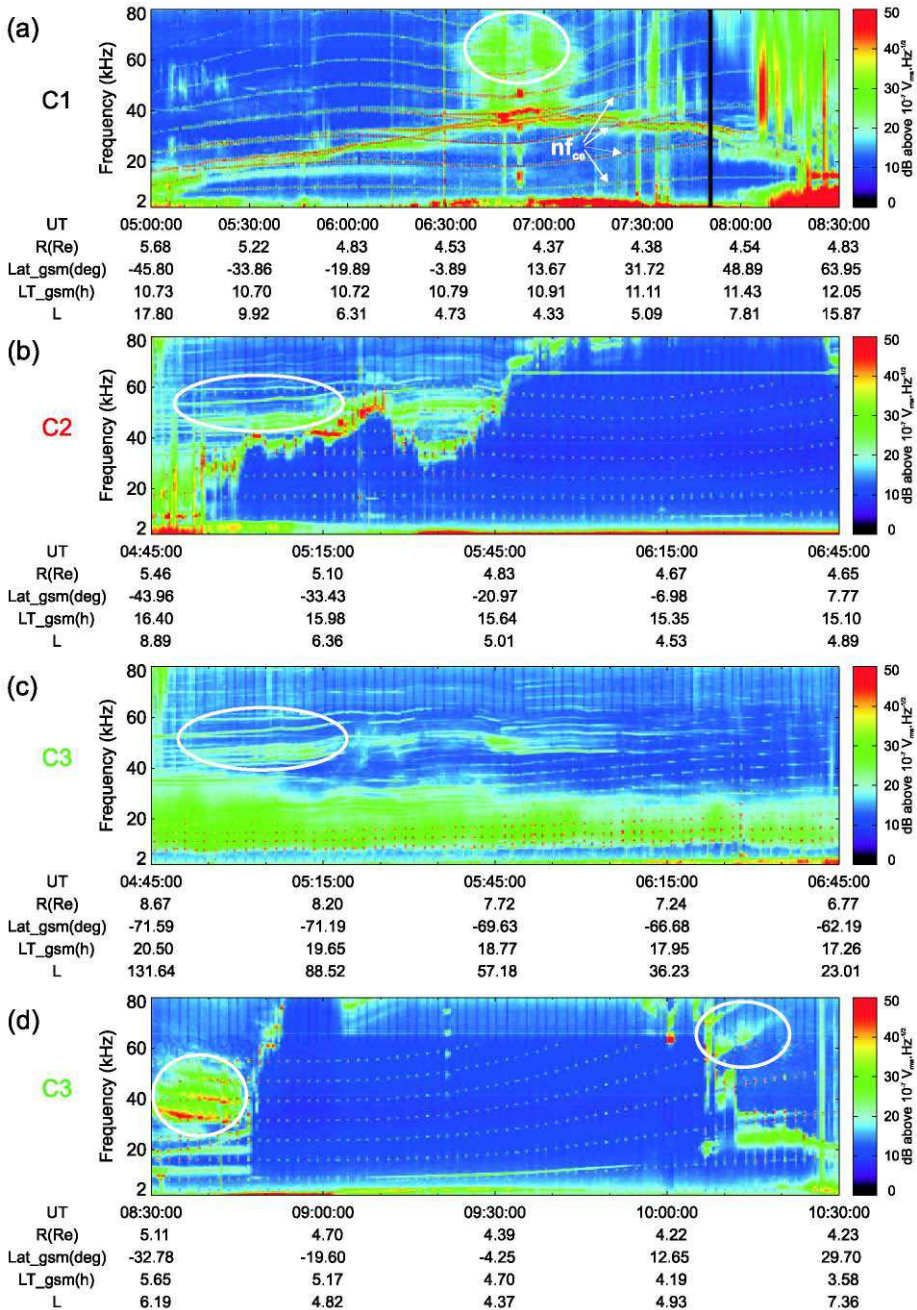 (a)
C1
Frequency (kHz)
80
60
40
20
2
nfce
50
40
30
20
10
0
dB above 10-7 Vrms.Hz-1/2
UT 05:00:00 05:30:00 06:00:00 06:30:00 07:00:00 07:30:00 08:00:00 08:30:00
R(Re) 5.68 5.22 4.83 4.53 4.37 4.38 4.54 4.83
Lat_gsm(deg) -45.80 -33.86 -19.89 -3.89 13.67 31.72 48.89 63.95
LT_gsm(h) 10.73 10.70 10.72 10.79 10.91 11.11 11.43 12.05
L 17.80 9.92 6.31 4.73 4.33 5.09 7.81 15.87
(b)
C2
Frequency (kHz)
80
60
40
20
2
50
40
30
20
10
0
dB above 10-7 Vrms.Hz-1/2
UT 04:45:00 05:15:00 05:45:00 06:15:00 06:45:00
R(Re) 5.46 5.10 4.83 4.67 4.65
Lat_gsm(deg) -43.96 -33.43 -20.97 -6.98 7.77
LT_gsm(h) 16.40 15.98 15.64 15.35 15.10
L 8.89 6.36 5.01 4.53 4.89
(c)
C3
Frequency (kHz)
80
60
40
20
2
50
40
30
20
10
0
dB above 10-7 Vrms.Hz-1/2
UT 04:45:00 05:15:00 05:45:00 06:15:00 06:45:00
R(Re) 8.67 8.20 7.72 7.24 6.77
Lat_gsm(deg) -71.59 -71.19 -69.63 -66.68 -62.19
LT_gsm(h) 20.50 19.65 18.77 17.95 17.26
L 131.64 88.52 57.18 36.23 23.01
(d)
C3
Frequency (kHz)
80
60
40
20
2
50
40
30
20
10
0
dB above 10-7 Vrms.Hz-1/2
UT 08:30:00 09:00:00 09:30:00 10:00:00 10:30:00
R(Re) 5.11 4.70 4.39 4.22 4.23
Lat_gsm(deg) -32.78 -19.60 -4.25 12.65 29.70
LT_gsm(h) 5.65 5.17 4.70 4.19 3.58
L 6.19 4.82 4.37 4.93 7.36